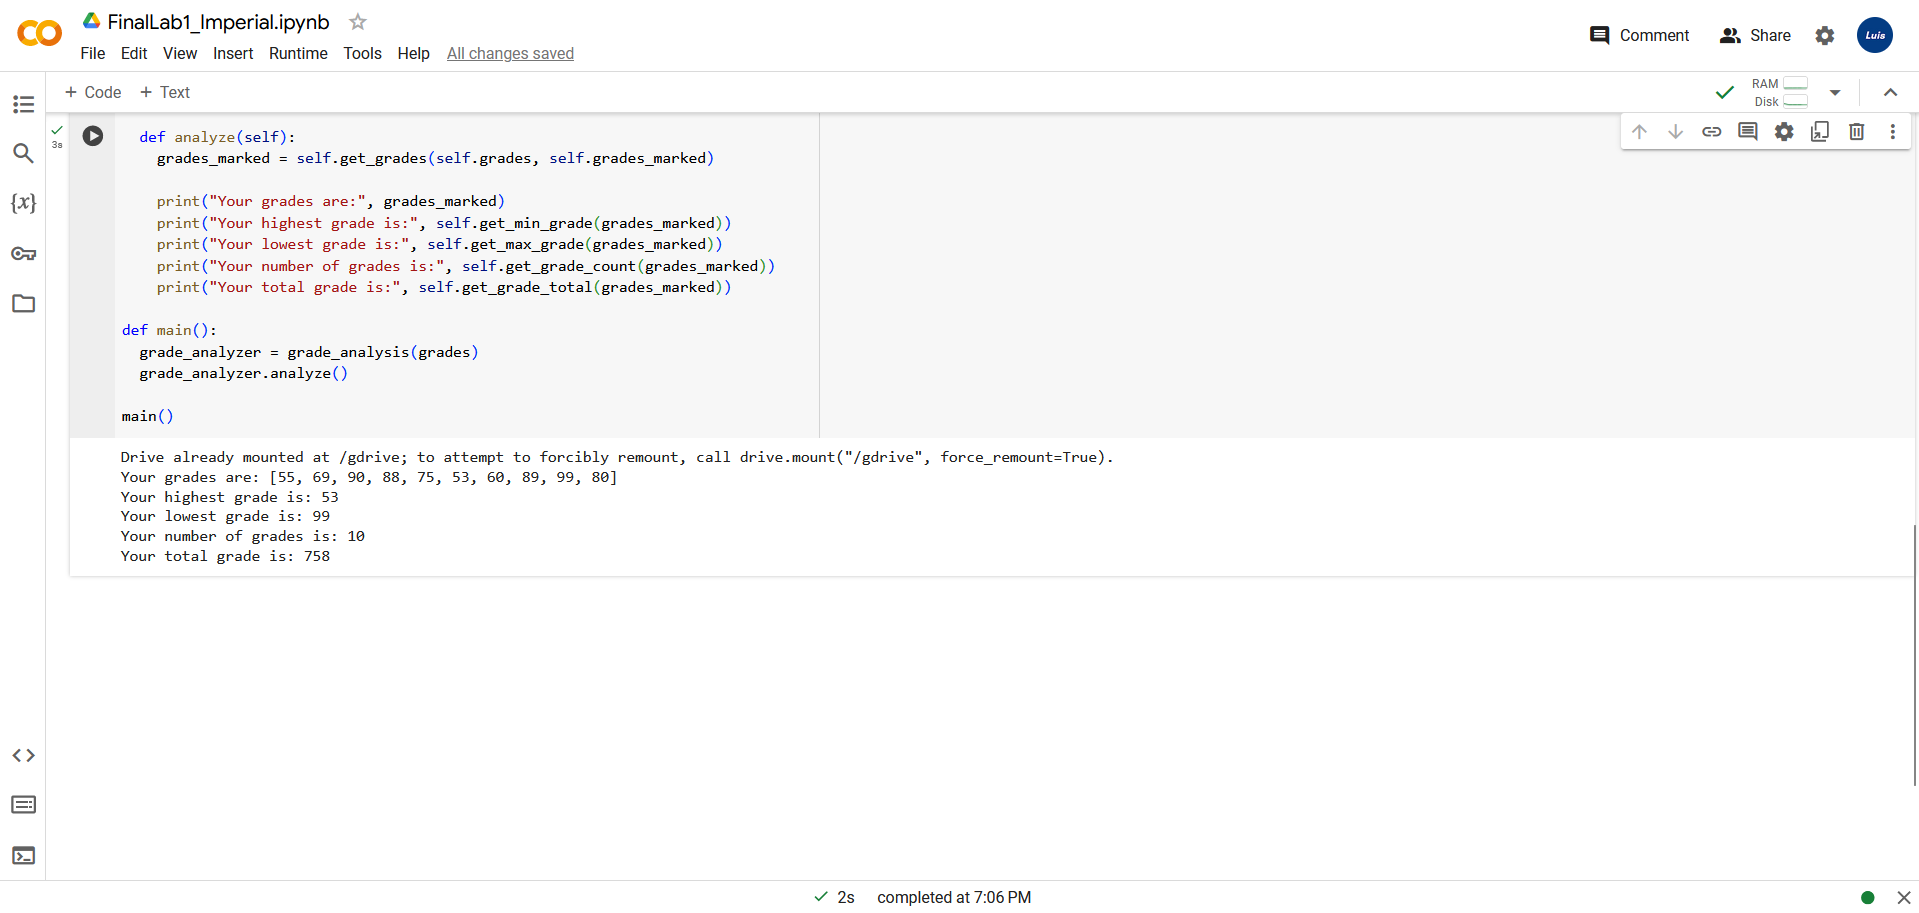 FinalLab1_Imperial.ipynb
File Edit View Insert Runtime Tools Help All changes saved
Comment Share Luis
+ Code + Text
RAM
Disk
3s
def analyze(self):
grades_marked = self.get_grades(self.grades, self.grades_marked)
print("Your grades are:", grades_marked)
print("Your highest grade is:", self.get_min_grade(grades_marked))
print("Your lowest grade is:", self.get_max_grade(grades_marked))
print("Your number of grades is:", self.get_grade_count(grades_marked))
print("Your total grade is:", self.get_grade_total(grades_marked))
def main():
grade_analyzer = grade_analysis(grades)
grade_analyzer.analyze()
main()
Drive already mounted at /gdrive; to attempt to forcibly remount, call drive.mount("/gdrive", force_remount=True).
Your grades are: [55, 69, 90, 88, 75, 53, 60, 89, 99, 80]
Your highest grade is: 53
Your lowest grade is: 99
Your number of grades is: 10
Your total grade is: 758
2s completed at 7:06 PM